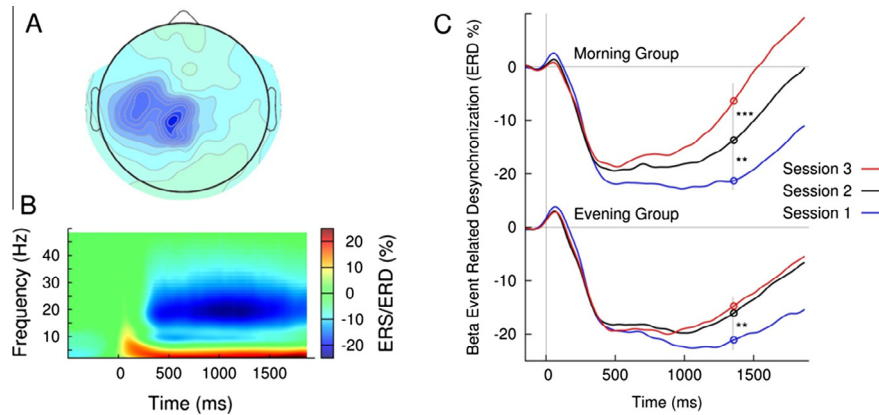 A
B
Frequency (Hz)
40
30
20
10
0
500
1000
1500
Time (ms)
20
10
0
-10
-20
ERS/ERD (%)
C
Beta Event Related Desynchronization (ERD %)
Morning Group
0
-10
-20
***
**
Session 3
Session 2
Session 1
Evening Group
0
-10
-20
**
0
500
1000
1500
Time (ms)